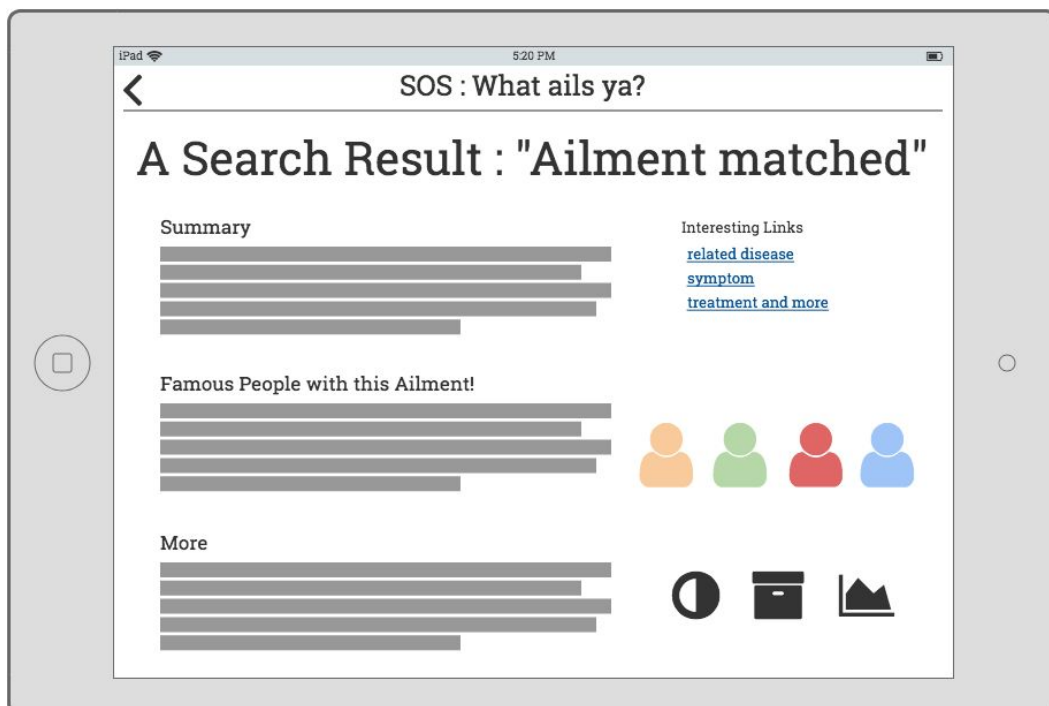 iPad
5:20 PM
SOS : What ails ya?
A Search Result : "Ailment matched"
Summary
Interesting Links
related disease
symptom
treatment and more
Famous People with this Ailment!
More